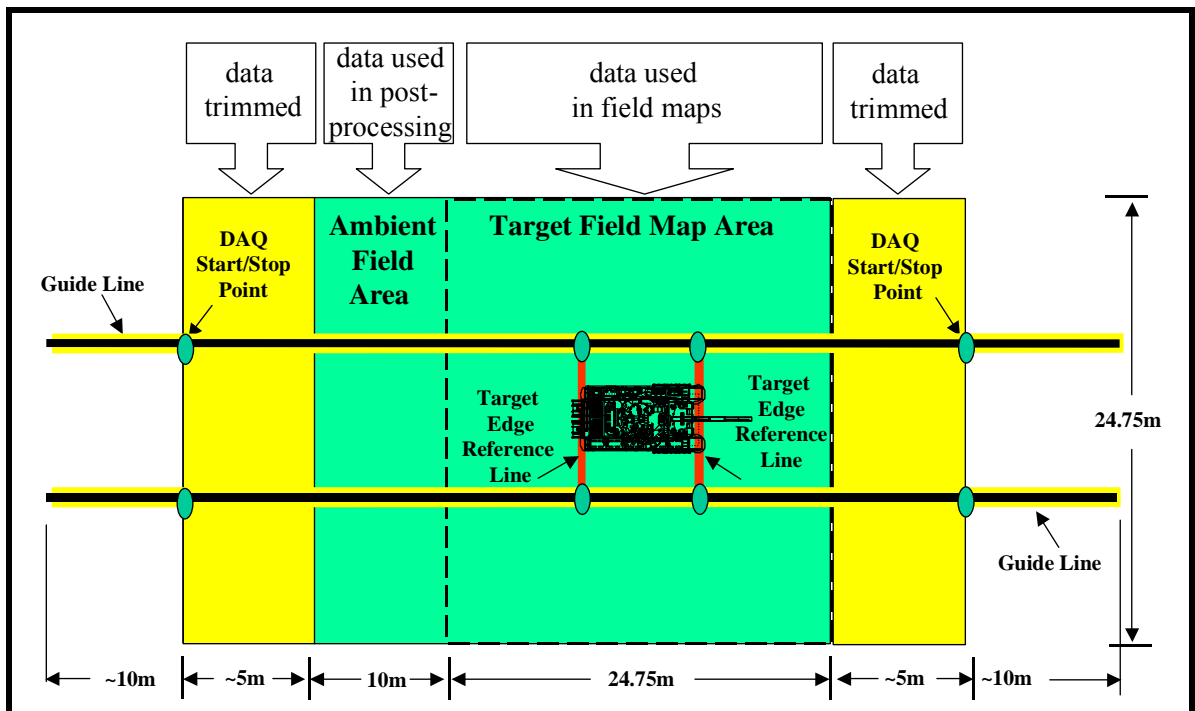 data
trimmed
data used
in post-
processing
data used
in field maps
data
trimmed
Ambient
Field
Area
Target Field Map Area
DAQ
Start/Stop
Point
DAQ
Start/Stop
Point
Guide Line
Target
Edge
Reference
Line
Target
Edge
Reference
Line
24.75m
Guide Line
~10m
~5m
10m
24.75m
~5m
~10m